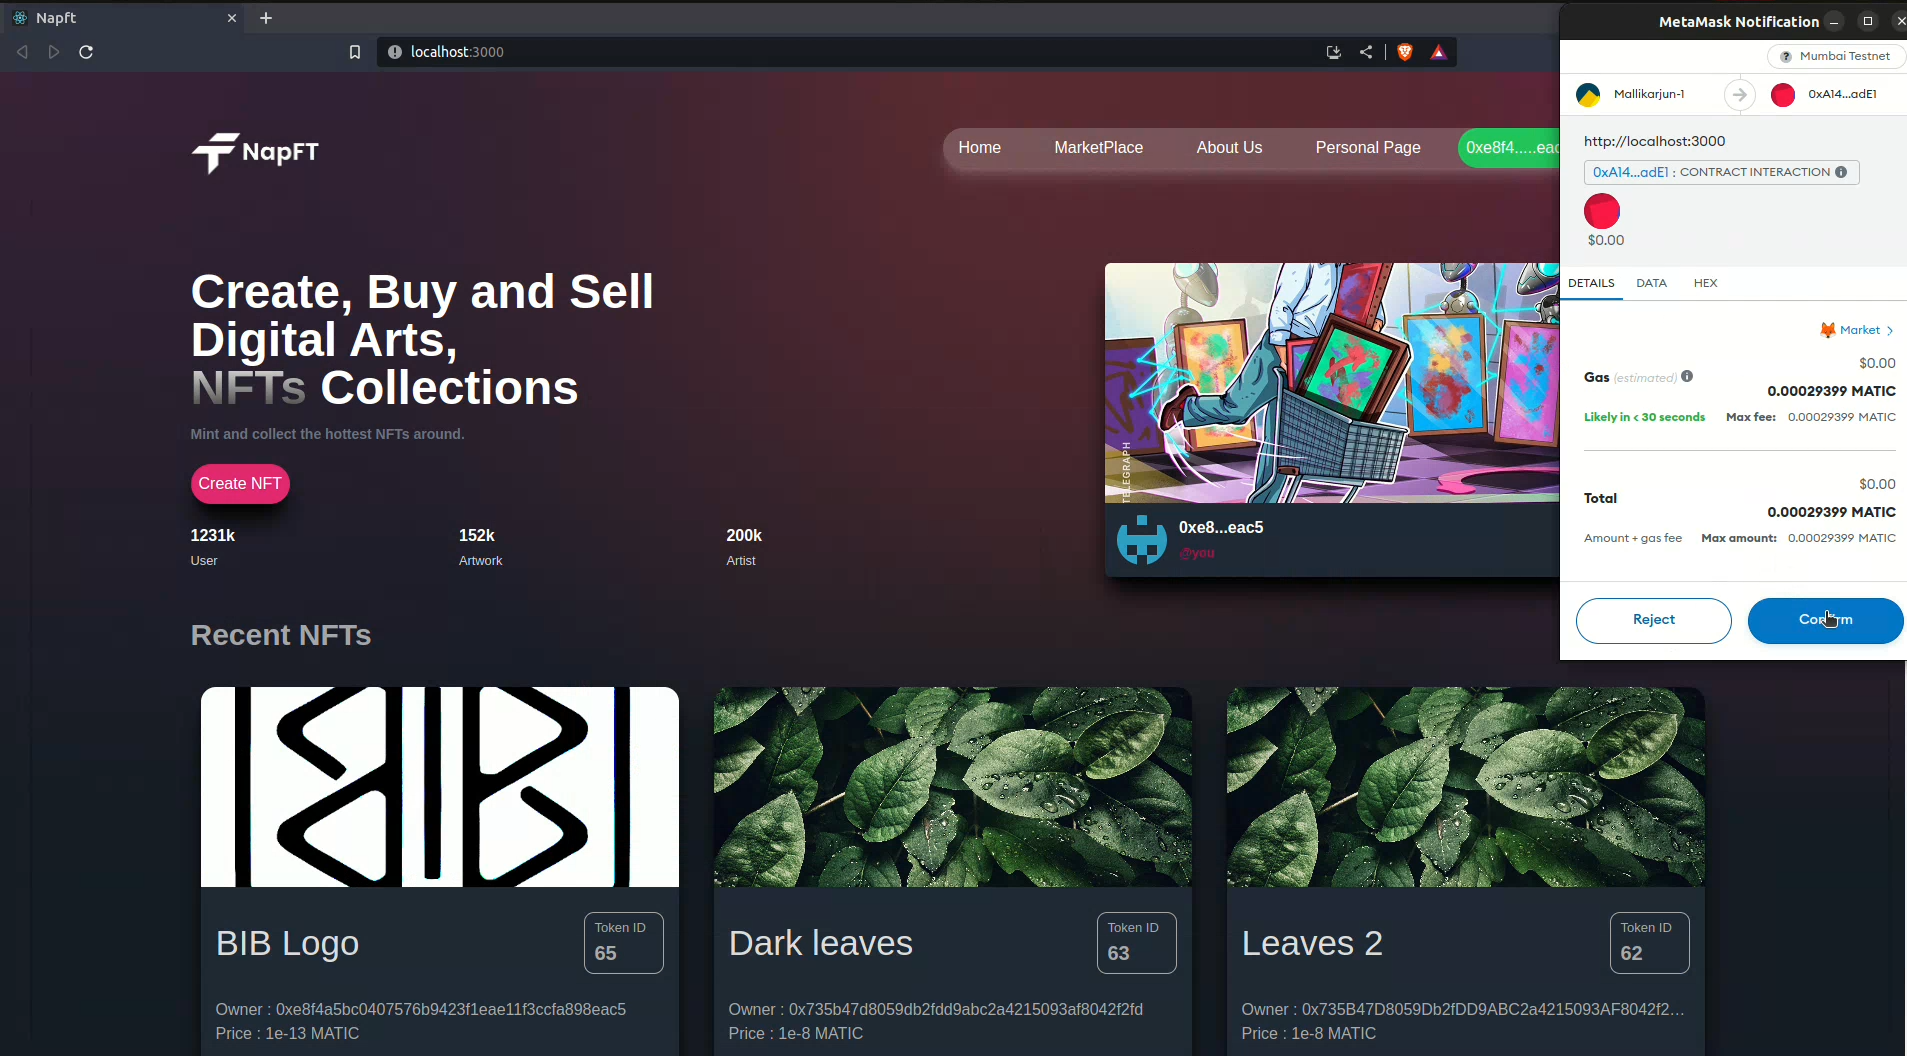 Napft
localhost:3000
NapFT
Home
MarketPlace
About Us
Personal Page
0xe8f4.....eac
Create, Buy and Sell
Digital Arts,
NFTs Collections
Mint and collect the hottest NFTs around.
Create NFT
1231k
User
152k
Artwork
200k
Artist
TELEGRAPH
0xe8...eac5
@you
Recent NFTs
BIB Logo
Token ID
65
Owner : 0xe8f4a5bc0407576b9423f1eae11f3ccfa898eac5
Price : 1e-13 MATIC
Dark leaves
Token ID
63
Owner : 0x735b47d8059db2fdd9abc2a4215093af8042f2fd
Price : 1e-8 MATIC
Leaves 2
Token ID
62
Owner : 0x735B47D8059Db2fDD9ABC2a4215093AF8042f2...
Price : 1e-8 MATIC
MetaMask Notification
Mumbai Testnet
Mallikarjun-1
0xA14...adE1
http://localhost:3000
0xA14...adE1 : CONTRACT INTERACTION
$0.00
DETAILS
DATA
HEX
Market >
$0.00
Gas (estimated)
0.00029399 MATIC
Likely in < 30 seconds Max fee: 0.00029399 MATIC
$0.00
Total
0.00029399 MATIC
Amount + gas fee Max amount: 0.00029399 MATIC
Reject
Confirm